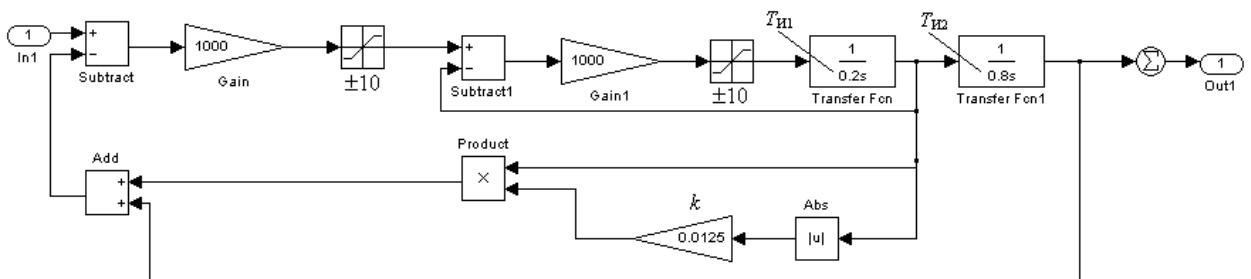 1
In1
+
−
Subtract
1000
Gain
±10
+
−
Subtract1
1000
Gain1
±10
TИ1
1
0.2s
Transfer Fcn
TИ2
1
0.8s
Transfer Fcn1
Σ
1
Out1
Add
+
+
Product
×
k
0.0125
Abs
|u|